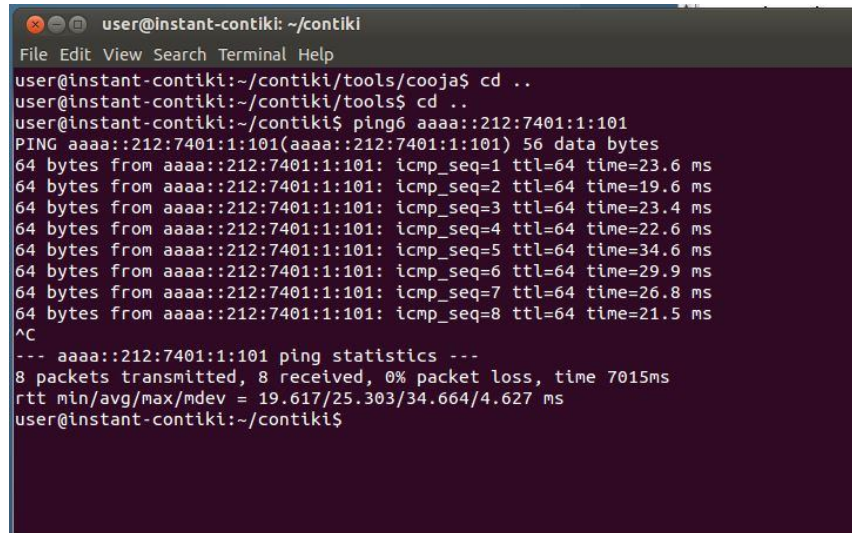 user@instant-contiki: ~/contiki
File Edit View Search Terminal Help
user@instant-contiki:~/contiki/tools/cooja$ cd ..
user@instant-contiki:~/contiki/tools$ cd ..
user@instant-contiki:~/contiki$ ping6 aaaa::212:7401:1:101
PING aaaa::212:7401:1:101(aaaa::212:7401:1:101) 56 data bytes
64 bytes from aaaa::212:7401:1:101: icmp_seq=1 ttl=64 time=23.6 ms
64 bytes from aaaa::212:7401:1:101: icmp_seq=2 ttl=64 time=19.6 ms
64 bytes from aaaa::212:7401:1:101: icmp_seq=3 ttl=64 time=23.4 ms
64 bytes from aaaa::212:7401:1:101: icmp_seq=4 ttl=64 time=22.6 ms
64 bytes from aaaa::212:7401:1:101: icmp_seq=5 ttl=64 time=34.6 ms
64 bytes from aaaa::212:7401:1:101: icmp_seq=6 ttl=64 time=29.9 ms
64 bytes from aaaa::212:7401:1:101: icmp_seq=7 ttl=64 time=26.8 ms
64 bytes from aaaa::212:7401:1:101: icmp_seq=8 ttl=64 time=21.5 ms
^C
--- aaaa::212:7401:1:101 ping statistics ---
8 packets transmitted, 8 received, 0% packet loss, time 7015ms
rtt min/avg/max/mdev = 19.617/25.303/34.664/4.627 ms
user@instant-contiki:~/contiki$